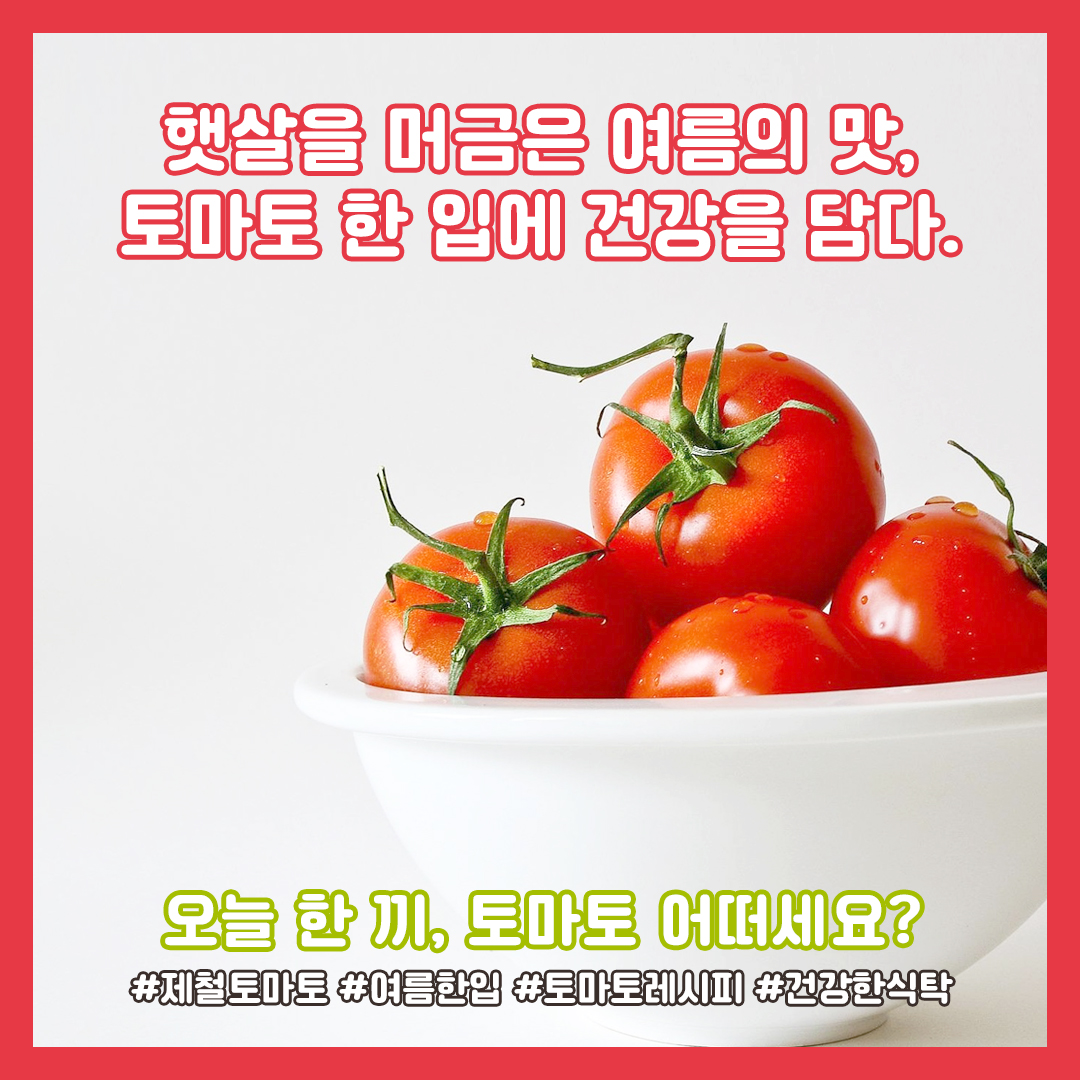 햇살을 머금은 여름의 맛,
토마토 한 입에 건강을 담다.
오늘 한 끼, 토마토 어떠세요?
#제철토마토 #여름한입 #토마토레시피 #건강한식탁